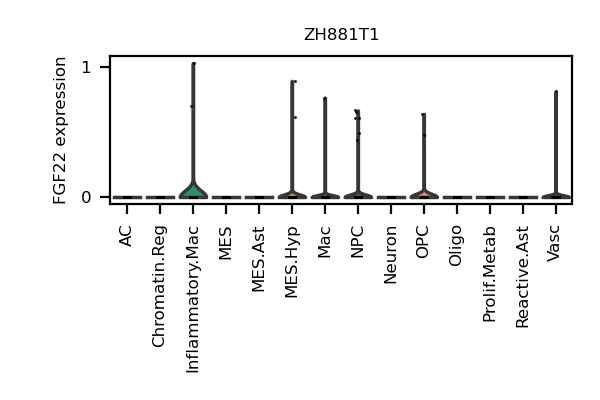 ZH881T1
FGF22 expression
1
0
AC
Chromatin.Reg
Inflammatory.Mac
MES
MES.Ast
MES.Hyp
Mac
NPC
Neuron
OPC
Oligo
Prolif.Metab
Reactive.Ast
Vasc